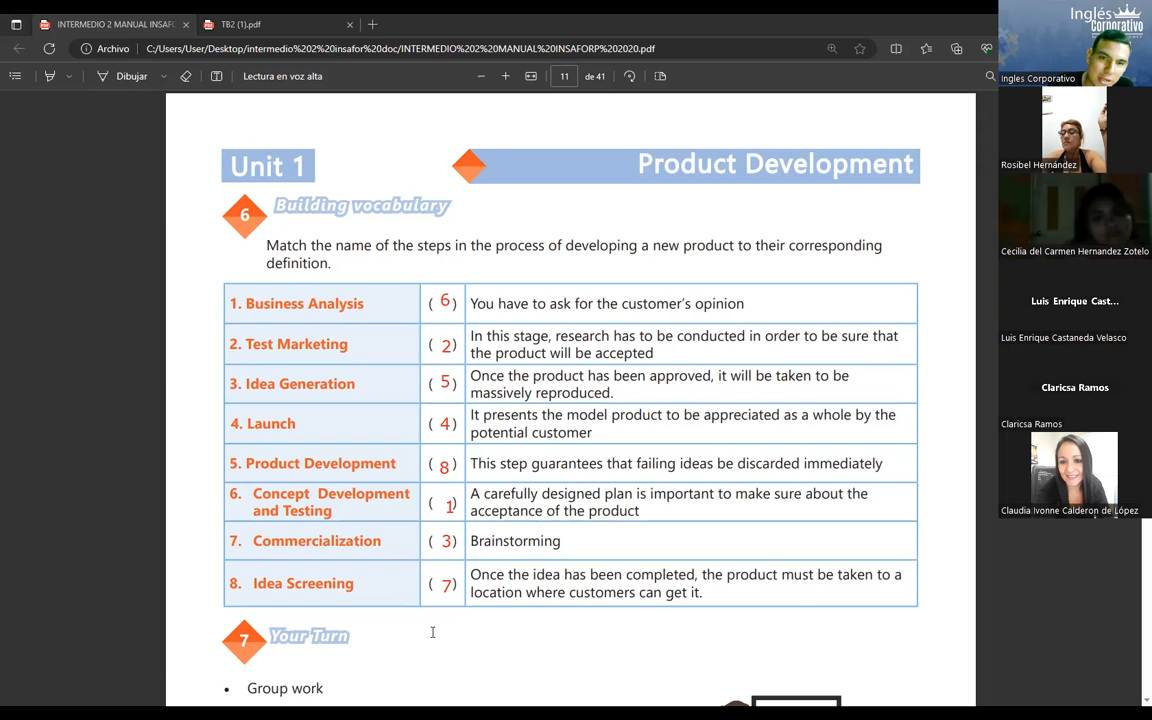 INTERMEDIO 2 MANUAL INSAFO
TB2 (1).pdf
Archivo
C:/Users/User/Desktop/intermedio%202%20insafor%20doc/INTERMEDIO%202%20MANUAL%20INSAFORP%202020.pdf
Dibujar
Lectura en voz alta
11
de 41
Unit 1
Product Development
6
Building vocabulary
Match the name of the steps in the process of developing a new product to their corresponding
definition.
1. Business Analysis
( 6 )
You have to ask for the customer's opinion
2. Test Marketing
( 2 )
In this stage, research has to be conducted in order to be sure that
the product will be accepted
3. Idea Generation
( 5 )
Once the product has been approved, it will be taken to be
massively reproduced.
4. Launch
( 4 )
It presents the model product to be appreciated as a whole by the
potential customer
5. Product Development
( 8 )
This step guarantees that failing ideas be discarded immediately
6. Concept Development
and Testing
( 1 )
A carefully designed plan is important to make sure about the
acceptance of the product
7. Commercialization
( 3 )
Brainstorming
8. Idea Screening
( 7 )
Once the idea has been completed, the product must be taken to a
location where customers can get it.
7
Your Turn
• Group work
Inglés
Corporativo
Ingles Corporativo
Rosibel Hernández
Cecilia del Carmen Hernandez Zotelo
Luis Enrique Cast...
Luis Enrique Castaneda Velasco
Claricsa Ramos
Claricsa Ramos
Claudia Ivonne Calderon de López